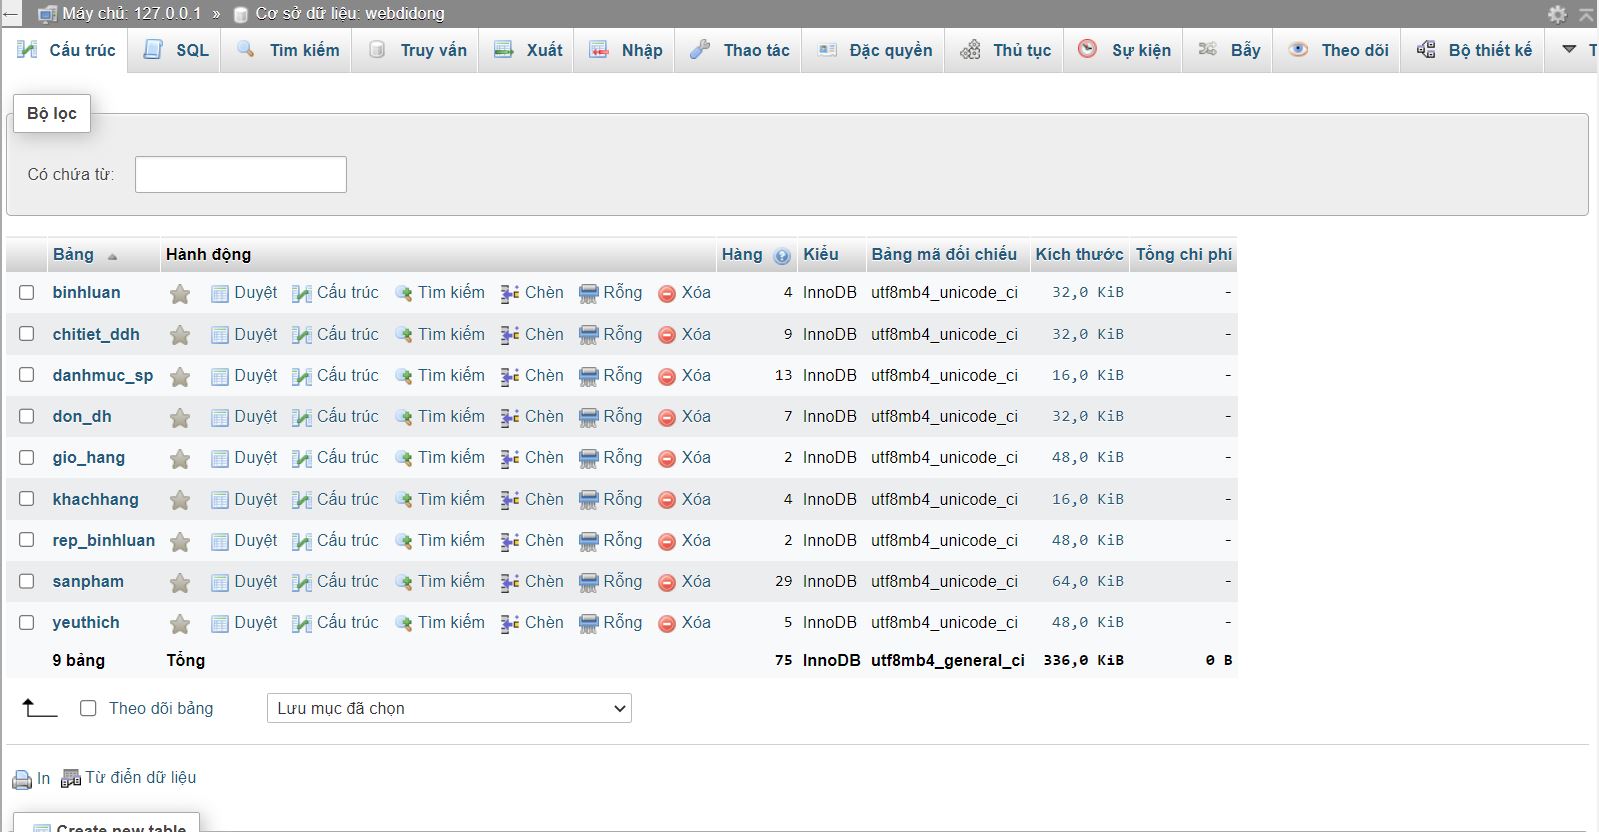 Máy chủ: 127.0.0.1 » Cơ sở dữ liệu: webdidong
Cấu trúc SQL Tìm kiếm Truy vấn Xuất Nhập Thao tác Đặc quyền Thủ tục Sự kiện Bẫy Theo dõi Bộ thiết kế
Bộ lọc
Có chứa từ:
Bảng Hành động Hàng Kiểu Bảng mã đối chiếu Kích thước Tổng chi phí
binhluan Duyệt Cấu trúc Tìm kiếm Chèn Rỗng Xóa 4 InnoDB utf8mb4_unicode_ci 32,0 KiB -
chitiet_ddh Duyệt Cấu trúc Tìm kiếm Chèn Rỗng Xóa 9 InnoDB utf8mb4_unicode_ci 32,0 KiB -
danhmuc_sp Duyệt Cấu trúc Tìm kiếm Chèn Rỗng Xóa 13 InnoDB utf8mb4_unicode_ci 16,0 KiB -
don_dh Duyệt Cấu trúc Tìm kiếm Chèn Rỗng Xóa 7 InnoDB utf8mb4_unicode_ci 32,0 KiB -
gio_hang Duyệt Cấu trúc Tìm kiếm Chèn Rỗng Xóa 2 InnoDB utf8mb4_unicode_ci 48,0 KiB -
khachhang Duyệt Cấu trúc Tìm kiếm Chèn Rỗng Xóa 4 InnoDB utf8mb4_unicode_ci 16,0 KiB -
rep_binhluan Duyệt Cấu trúc Tìm kiếm Chèn Rỗng Xóa 2 InnoDB utf8mb4_unicode_ci 48,0 KiB -
sanpham Duyệt Cấu trúc Tìm kiếm Chèn Rỗng Xóa 29 InnoDB utf8mb4_unicode_ci 64,0 KiB -
yeuthich Duyệt Cấu trúc Tìm kiếm Chèn Rỗng Xóa 5 InnoDB utf8mb4_unicode_ci 48,0 KiB -
9 bảng Tổng 75 InnoDB utf8mb4_general_ci 336,0 KiB 0 B
Theo dõi bảng Lưu mục đã chọn
In Từ điển dữ liệu
Create new table